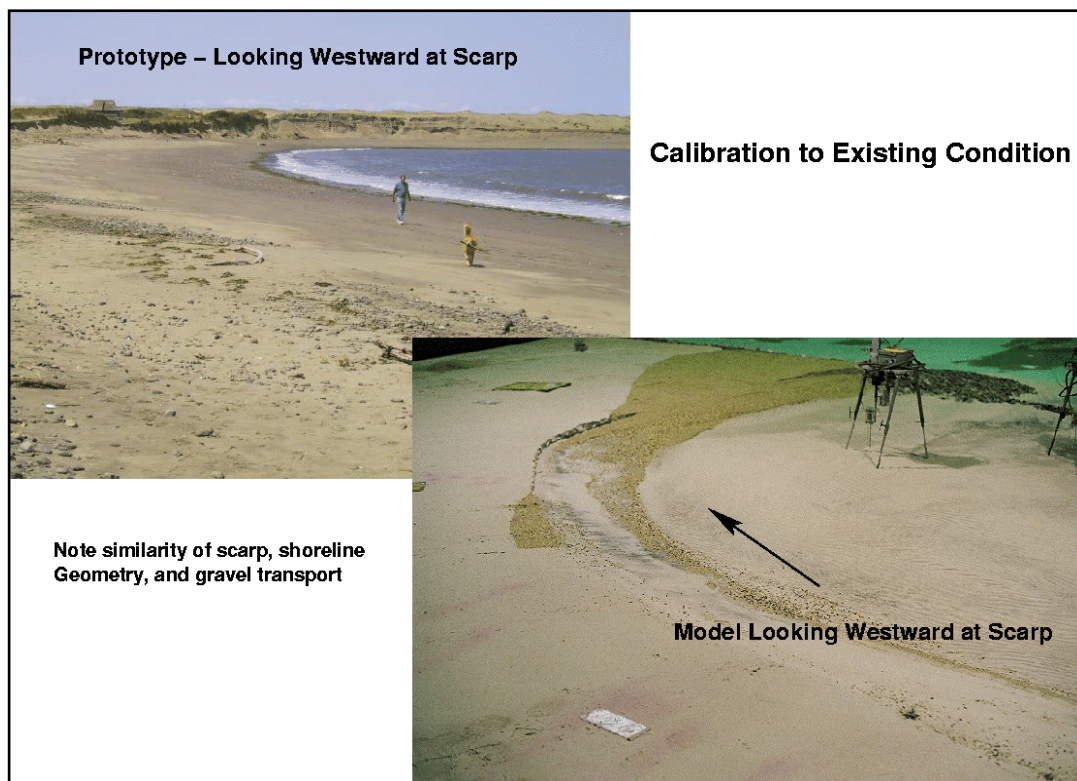 Prototype – Looking Westward at Scarp
Calibration to Existing Condition
Note similarity of scarp, shoreline
Geometry, and gravel transport
Model Looking Westward at Scarp